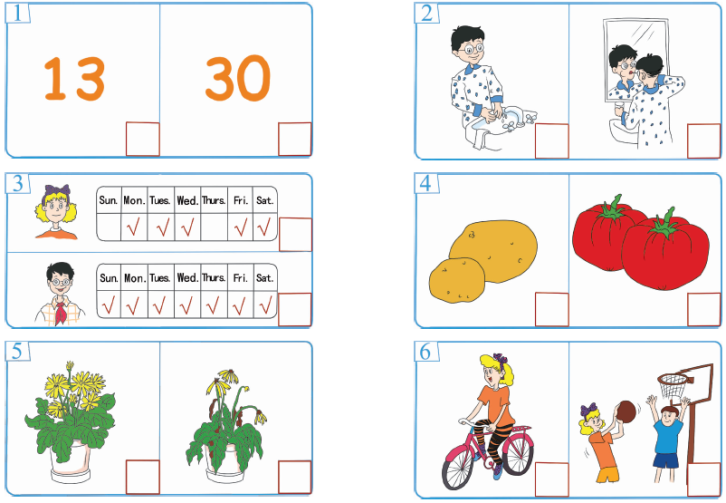 1
13
30
2
3
Sun. Mon. Tues. Wed. Thurs. Fri. Sat.
√ √ √ √ √
Sun. Mon. Tues. Wed. Thurs. Fri. Sat.
√ √ √ √ √ √ √
4
5
6